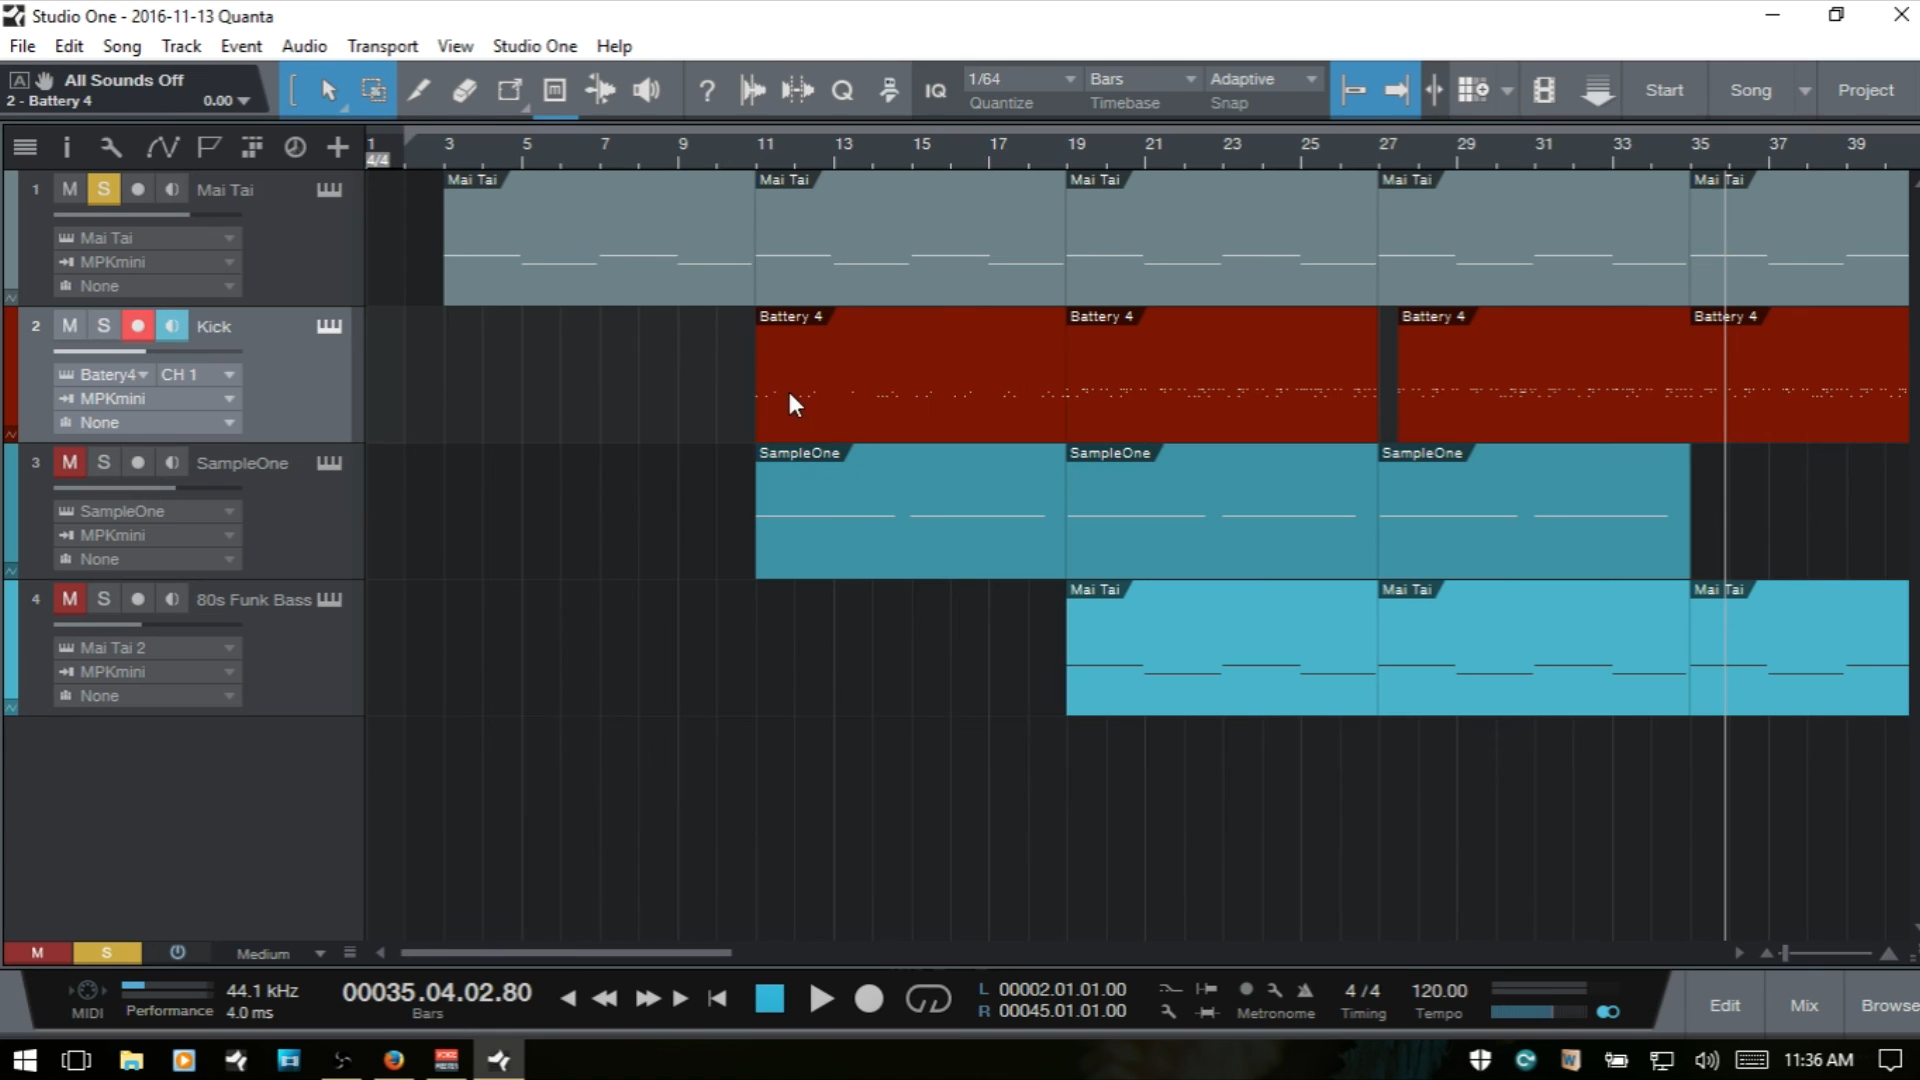 Studio One - 2016-11-13 Quanta
File Edit Song Track Event Audio Transport View Studio One Help
A All Sounds Off
2 - Battery 4 0.00
? Q IQ
1/64 Bars Adaptive
Quantize Timebase Snap
Start Song Project
1 3 5 7 9 11 13 15 17 19 21 23 25 27 29 31 33 35 37 39
4/4
1 M S Mai Tai
Mai Tai
MPKmini
None
Mai Tai Mai Tai Mai Tai Mai Tai Mai Tai
2 M S Kick
Batery4 CH 1
MPKmini
None
Battery 4 Battery 4 Battery 4 Battery 4
3 M S SampleOne
SampleOne
MPKmini
None
SampleOne SampleOne SampleOne
4 M S 80s Funk Bass
Mai Tai 2
MPKmini
None
Mai Tai Mai Tai Mai Tai
M S Medium
MIDI
Performance
44.1 kHz
4.0 ms
00035.04.02.80
Bars
L 00002.01.01.00
R 00045.01.01.00
Metronome
4 / 4
Timing
120.00
Tempo
Edit Mix Browse
11:36 AM